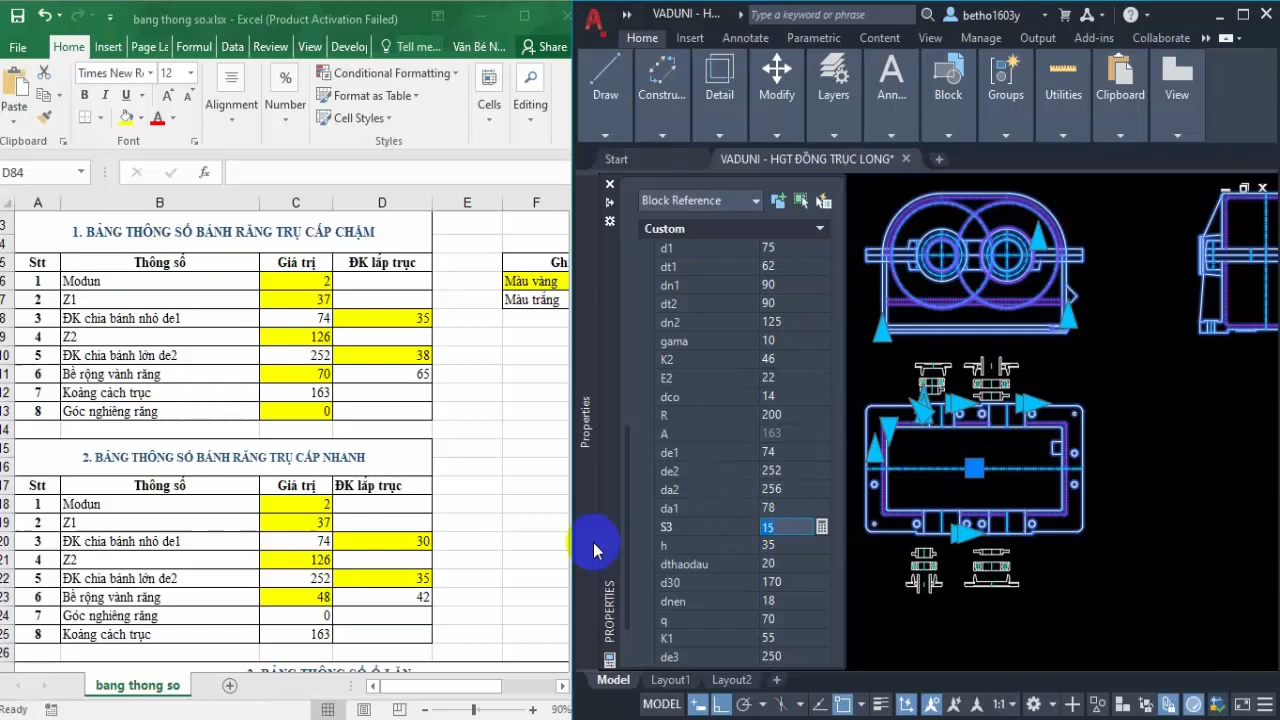 bang thong so.xlsx - Excel (Product Activation Failed)
File Home Insert Page La Formul Data Review View Develo Tell me... Văn Bé N... Share
Paste
Times New R 12
B I U
Alignment
Number
Conditional Formatting
Format as Table
Cell Styles
Cells
Editing
Clipboard Font Styles
D84
fx
A B C D E F
1. BẢNG THÔNG SỐ BÁNH RĂNG TRỤ CẤP CHẬM
Stt Thông số Giá trị ĐK lắp trục
1 Modun 2
2 Z1 37
3 ĐK chia bánh nhỏ de1 74 35
4 Z2 126
5 ĐK chia bánh lớn de2 252 38
6 Bề rộng vành răng 70 65
7 Koảng cách trục 163
8 Góc nghiêng răng 0
Gh
Màu vàng
Màu trắng
2. BẢNG THÔNG SỐ BÁNH RĂNG TRỤ CẤP NHANH
Stt Thông số Giá trị ĐK lắp trục
1 Modun 2
2 Z1 37
3 ĐK chia bánh nhỏ de1 74 30
4 Z2 126
5 ĐK chia bánh lớn de2 252 35
6 Bề rộng vành răng 48 42
7 Góc nghiêng răng 0
8 Koảng cách trục 163
bang thong so
Ready
90%
VADUNI - H...
Type a keyword or phrase
betho1603y
Home Insert Annotate Parametric Content View Manage Output Add-ins Collaborate
Draw Constru... Detail Modify Layers Ann... Block Groups Utilities Clipboard View
Start
VADUNI - HGT ĐỒNG TRỤC LONG*
Block Reference
Custom
d1 75
dt1 62
dn1 90
dt2 90
dn2 125
gama 10
K2 46
E2 22
dco 14
R 200
A 163
de1 74
de2 252
da2 256
da1 78
S3 15
h 35
dthaodau 20
d30 170
dnen 18
q 70
K1 55
de3 250
Properties
PROPERTIES
Model Layout1 Layout2
MODEL
1:1